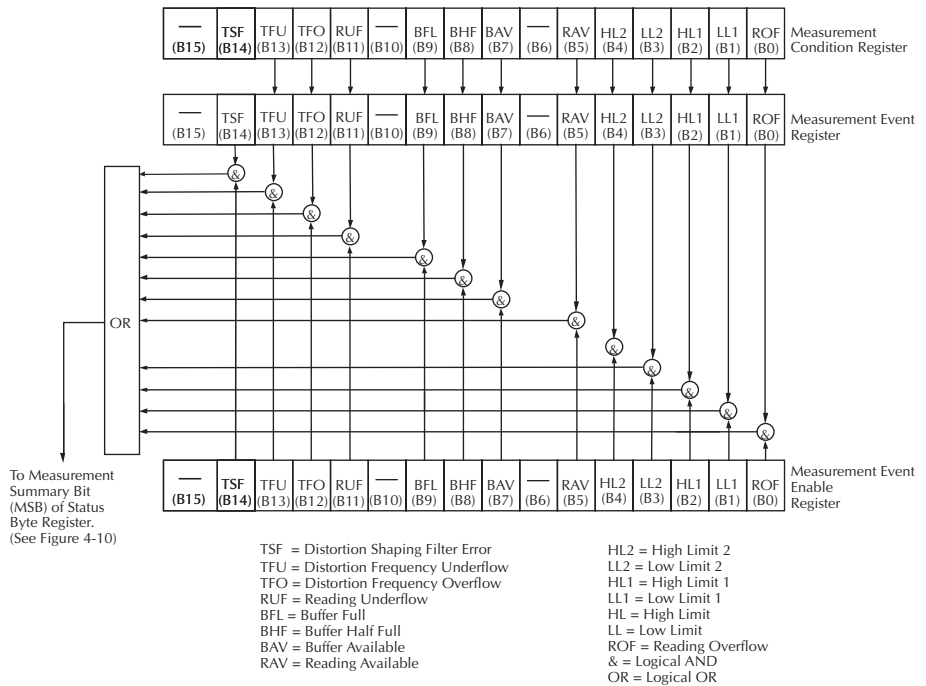 — TSF TFU TFO RUF — BFL BHF BAV — RAV HL2 LL2 HL1 LL1 ROF
(B15) (B14) (B13) (B12) (B11) (B10) (B9) (B8) (B7) (B6) (B5) (B4) (B3) (B2) (B1) (B0)
Measurement
Condition Register
— TSF TFU TFO RUF — BFL BHF BAV — RAV HL2 LL2 HL1 LL1 ROF
(B15) (B14) (B13) (B12) (B11) (B10) (B9) (B8) (B7) (B6) (B5) (B4) (B3) (B2) (B1) (B0)
Measurement Event
Register
&
&
&
&
&
&
&
&
&
&
&
&
&
OR
— TSF TFU TFO RUF — BFL BHF BAV — RAV HL2 LL2 HL1 LL1 ROF
(B15) (B14) (B13) (B12) (B11) (B10) (B9) (B8) (B7) (B6) (B5) (B4) (B3) (B2) (B1) (B0)
Measurement Event
Enable
Register
To Measurement
Summary Bit
(MSB) of Status
Byte Register.
(See Figure 4-10)
TSF = Distortion Shaping Filter Error
TFU = Distortion Frequency Underflow
TFO = Distortion Frequency Overflow
RUF = Reading Underflow
BFL = Buffer Full
BHF = Buffer Half Full
BAV = Buffer Available
RAV = Reading Available
HL2 = High Limit 2
LL2 = Low Limit 2
HL1 = High Limit 1
LL1 = Low Limit 1
HL = High Limit
LL = Low Limit
ROF = Reading Overflow
& = Logical AND
OR = Logical OR